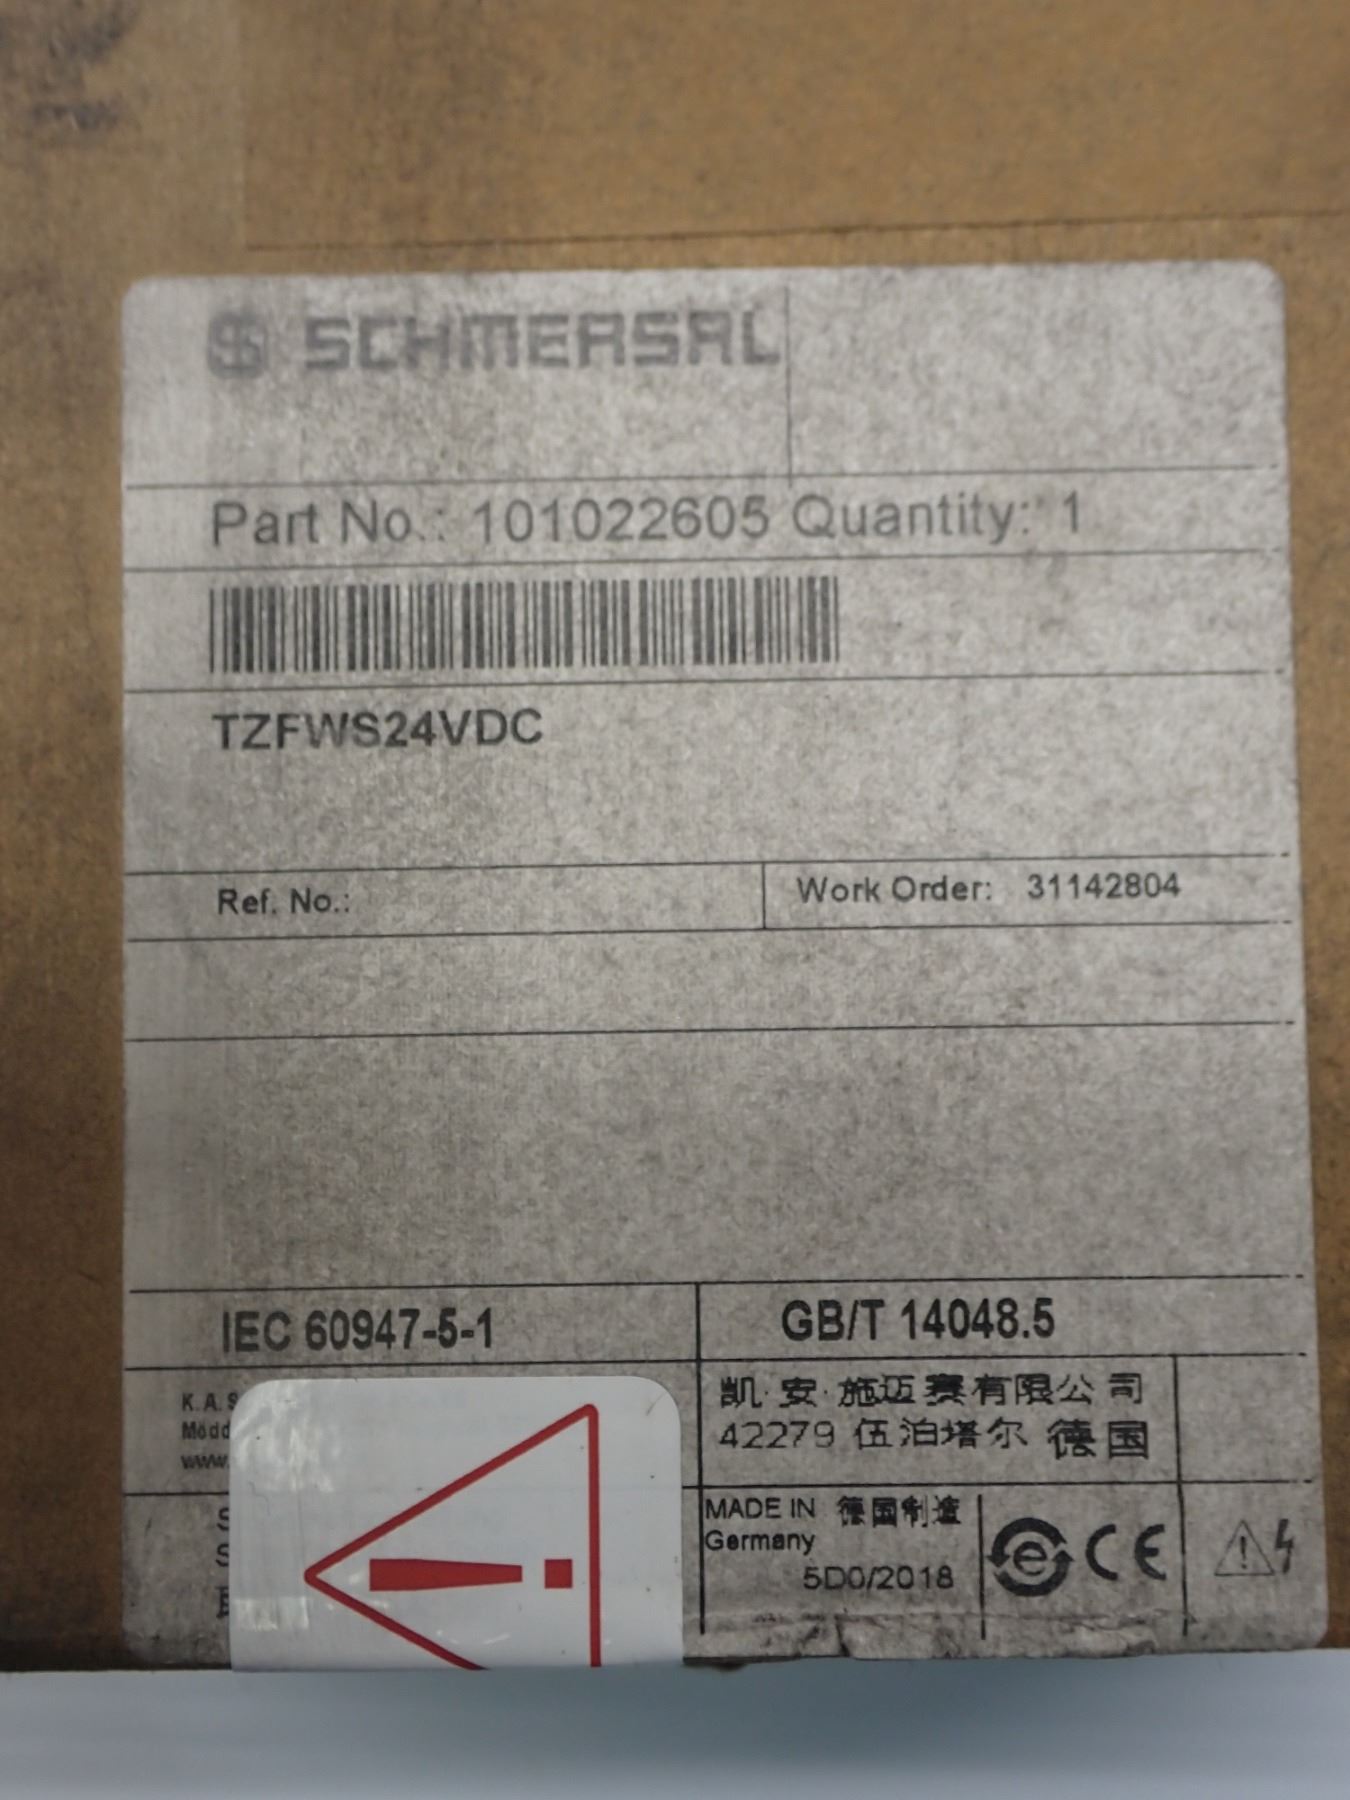 SCHMERSAL
Part No.: 101022605 Quantity: 1
TZFWS24VDC
Ref. No.:
Work Order: 31142804
IEC 60947-5-1
GB/T 14048.5
K.A.
凯·安·施迈赛有限公司
42279 伍泊塔尔 德国
www.
MADE IN 德国制造
Germany
5D0/2018
CE